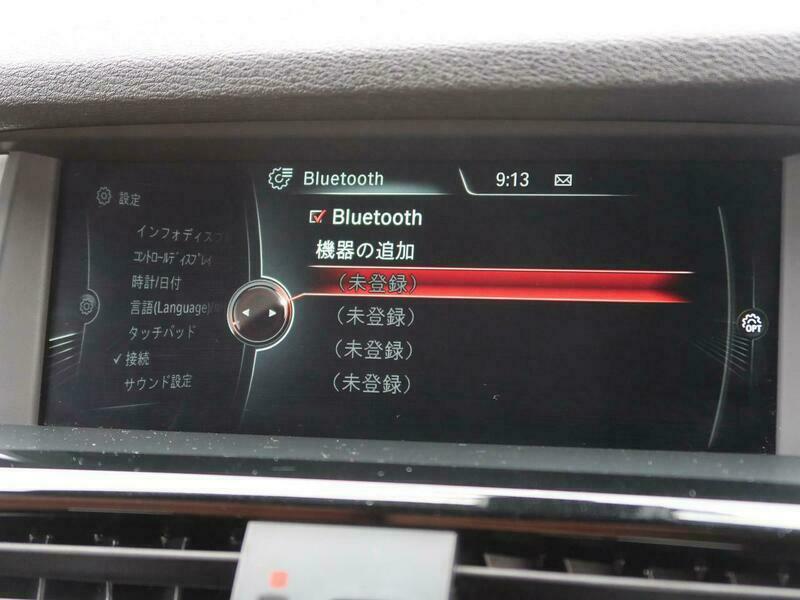 Bluetooth
9:13
設定
インフォディスプ
コントロールディスプレイ
時計/日付
言語(Language)/
タッチパッド
✓接続
サウンド設定
Bluetooth
機器の追加
(未登録)
(未登録)
(未登録)
(未登録)
OPT